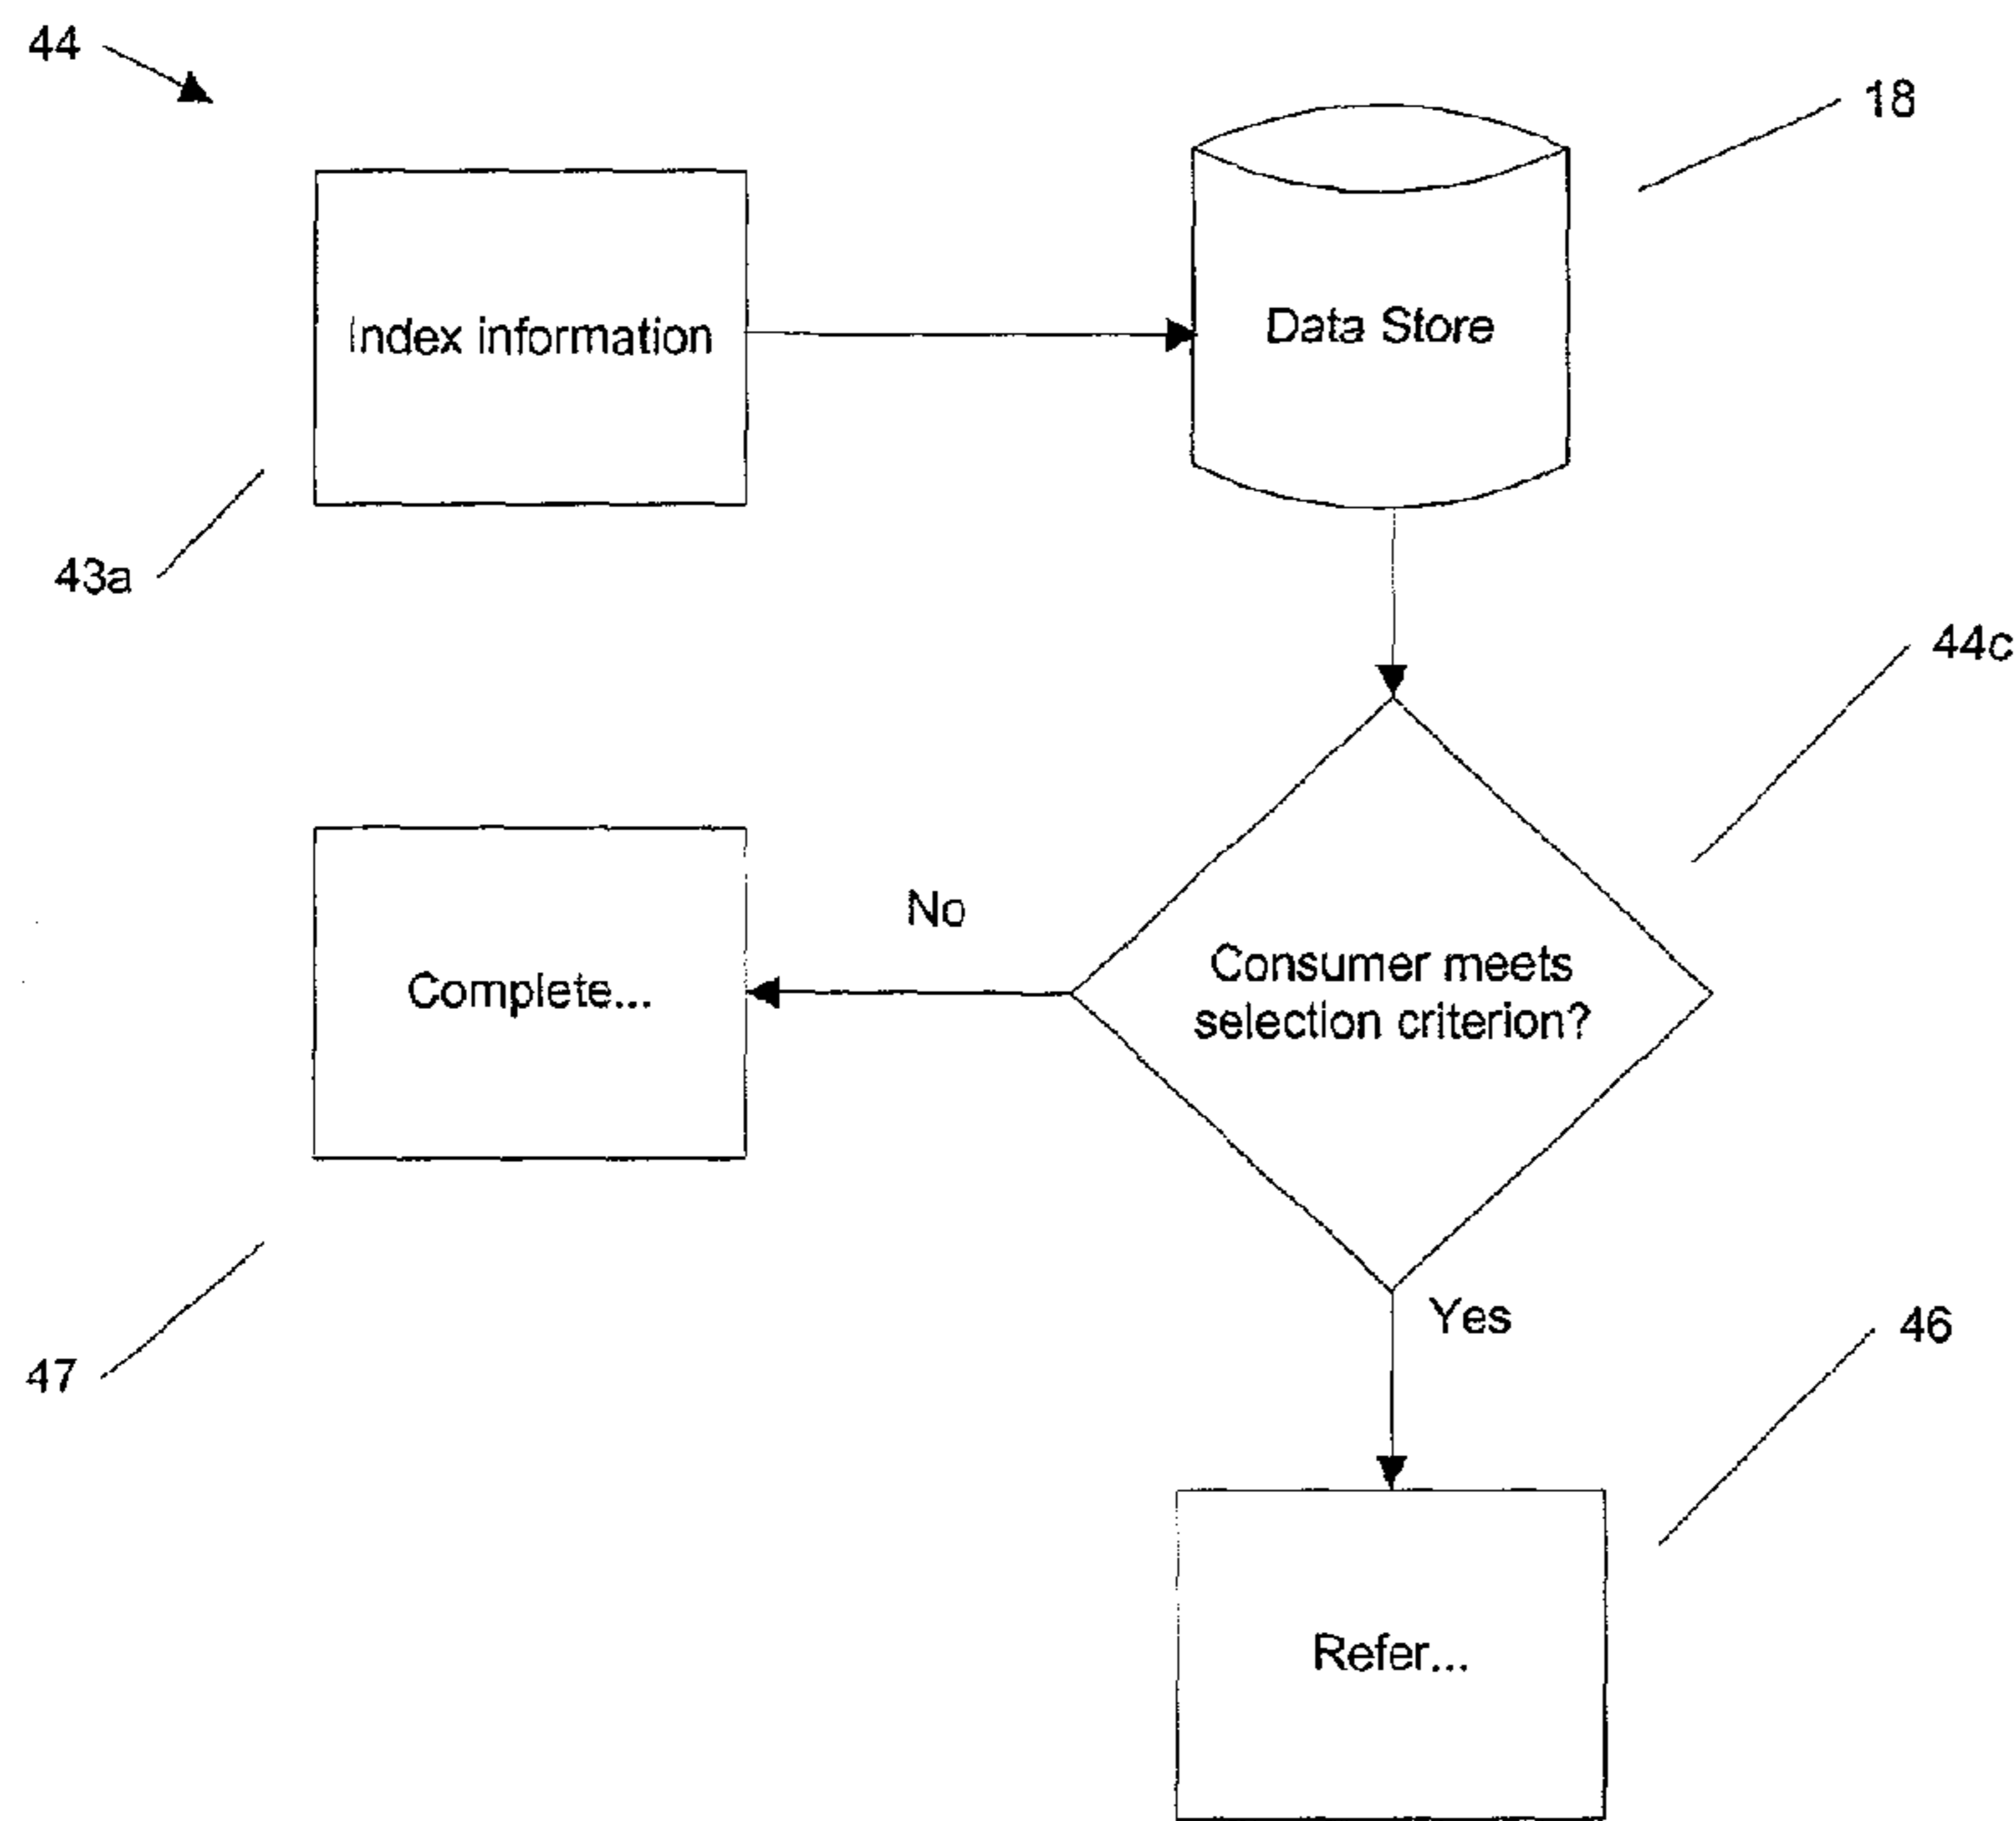 44
18
Index information
Data Store
43a
44c
No
Consumer meets
selection criterion?
Complete...
Yes
46
47
Refer...